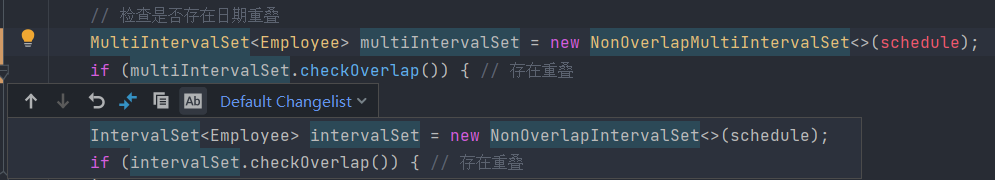 // 检查是否存在日期重叠
MultiIntervalSet<Employee> multiIntervalSet = new NonOverlapMultiIntervalSet<>(schedule);
if (multiIntervalSet.checkOverlap()) { // 存在重叠
Ab Default Changelist
IntervalSet<Employee> intervalSet = new NonOverlapIntervalSet<>(schedule);
if (intervalSet.checkOverlap()) { // 存在重叠